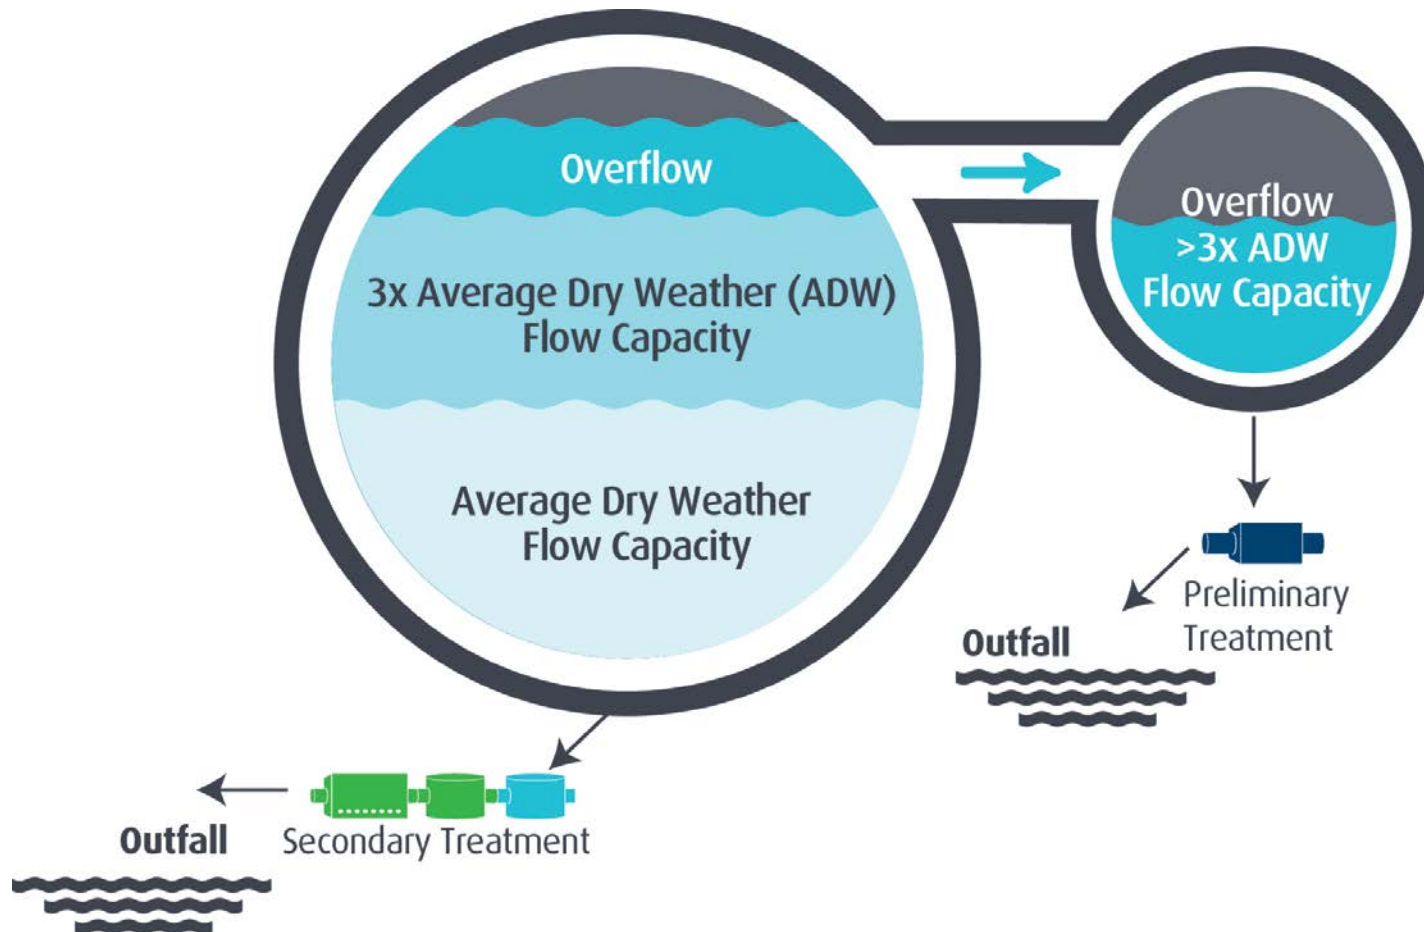 Overflow
3x Average Dry Weather (ADW)
Flow Capacity
Average Dry Weather
Flow Capacity
Overflow
>3x ADW
Flow Capacity
Preliminary
Treatment
Outfall
Secondary Treatment
Outfall